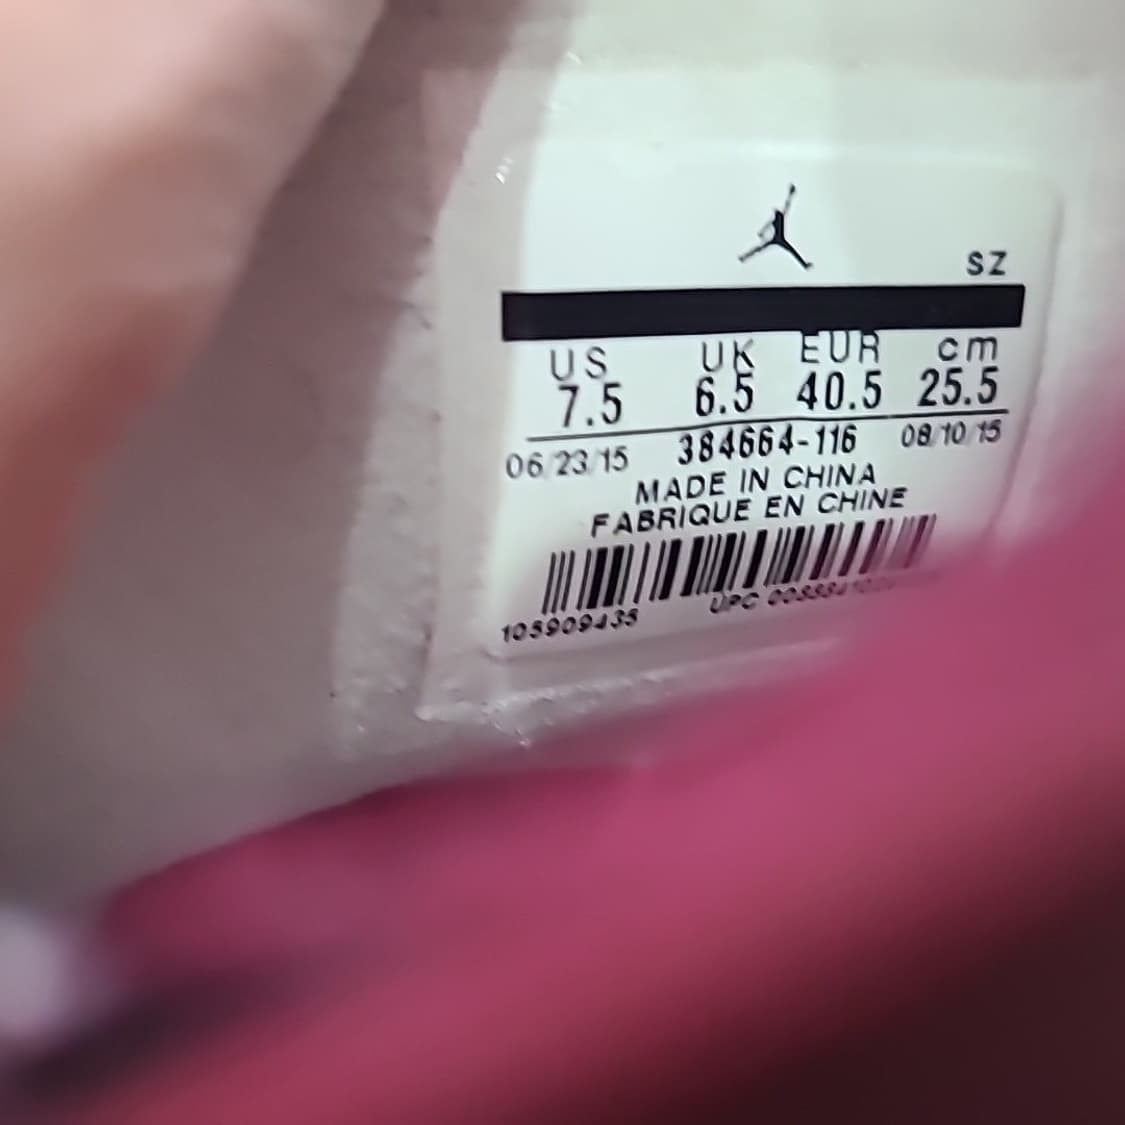 SZ
US UK EUR cm
7.5 6.5 40.5 25.5
06/23/15 384664-116 08/10/15
MADE IN CHINA
FABRIQUE EN CHINE
105909435 UPC